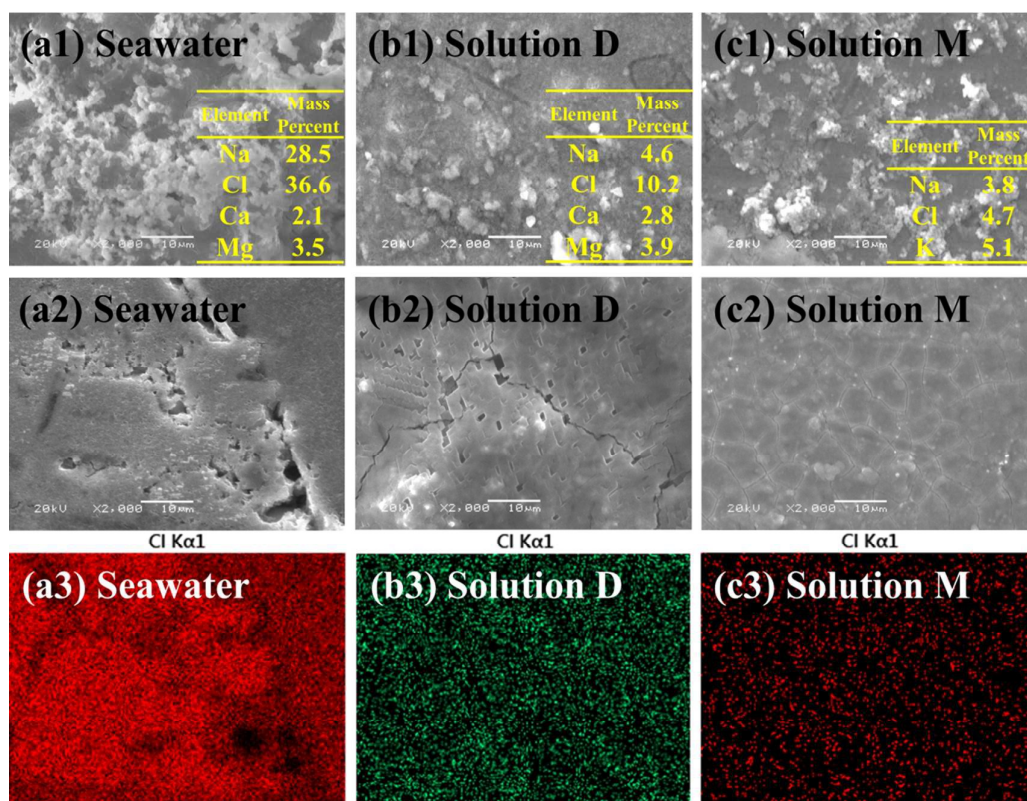 (a1) Seawater
Element Mass Percent
Na 28.5
Cl 36.6
Ca 2.1
Mg 3.5
20kV X2,000 10μm
(b1) Solution D
Element Mass Percent
Na 4.6
Cl 10.2
Ca 2.8
Mg 3.9
20kV X2,000 10μm
(c1) Solution M
Element Mass Percent
Na 3.8
Cl 4.7
K 5.1
20kV X2,000 10μm
(a2) Seawater
20kV X2,000 10μm
(b2) Solution D
20kV X2,000 10μm
(c2) Solution M
20kV X2,000 10μm
Cl Kα1
Cl Kα1
Cl Kα1
(a3) Seawater
(b3) Solution D
(c3) Solution M